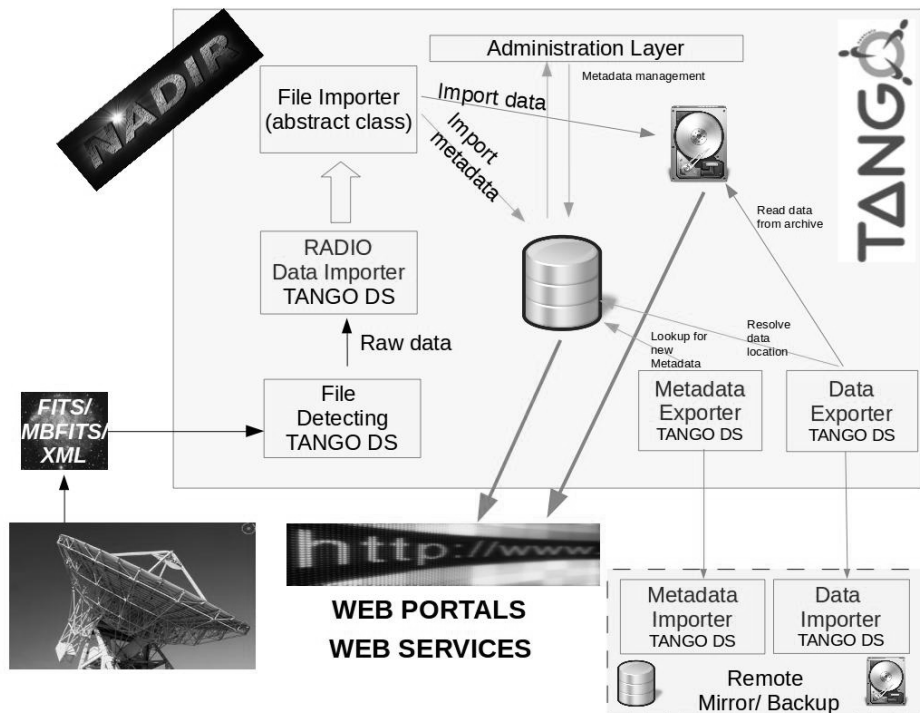 NADIR
Administration Layer
Metadata management
TANGO
File Importer
(abstract class)
Import data
Import
metadata
Read data
from archive
RADIO
Data Importer
TANGO DS
Raw data
Lookup for
new
Metadata
Resolve
data
location
File
Detecting
TANGO DS
Metadata
Exporter
TANGO DS
Data
Exporter
TANGO DS
FITS/
MBFITS/
XML
http://www
WEB PORTALS
WEB SERVICES
Metadata
Importer
TANGO DS
Data
Importer
TANGO DS
Remote
Mirror/ Backup